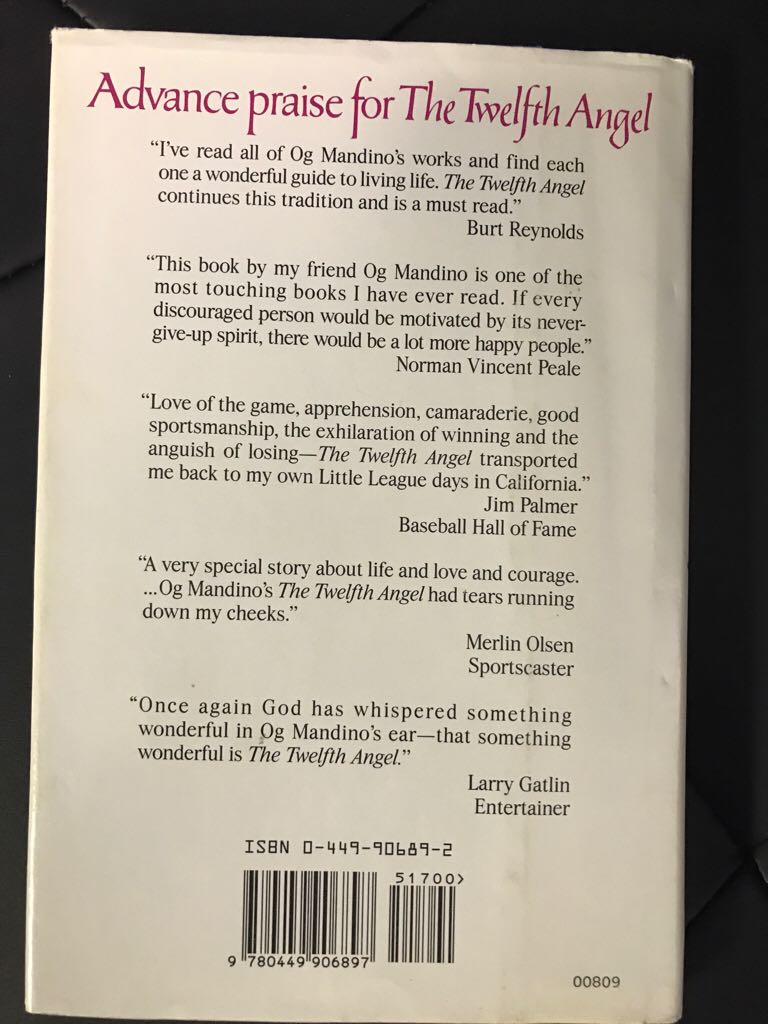 Advance praise for The Twelfth Angel
“I’ve read all of Og Mandino’s works and find each
one a wonderful guide to living life. The Twelfth Angel
continues this tradition and is a must read.”
Burt Reynolds
“This book by my friend Og Mandino is one of the
most touching books I have ever read. If every
discouraged person would be motivated by its never-
give-up spirit, there would be a lot more happy people.”
Norman Vincent Peale
“Love of the game, apprehension, camaraderie, good
sportsmanship, the exhilaration of winning and the
anguish of losing—The Twelfth Angel transported
me back to my own Little League days in California.”
Jim Palmer
Baseball Hall of Fame
“A very special story about life and love and courage.
...Og Mandino’s The Twelfth Angel had tears running
down my cheeks.”
Merlin Olsen
Sportscaster
“Once again God has whispered something
wonderful in Og Mandino’s ear—that something
wonderful is The Twelfth Angel.”
Larry Gatlin
Entertainer
ISBN 0-449-90689-2
51700>
9 780449 906897
00809